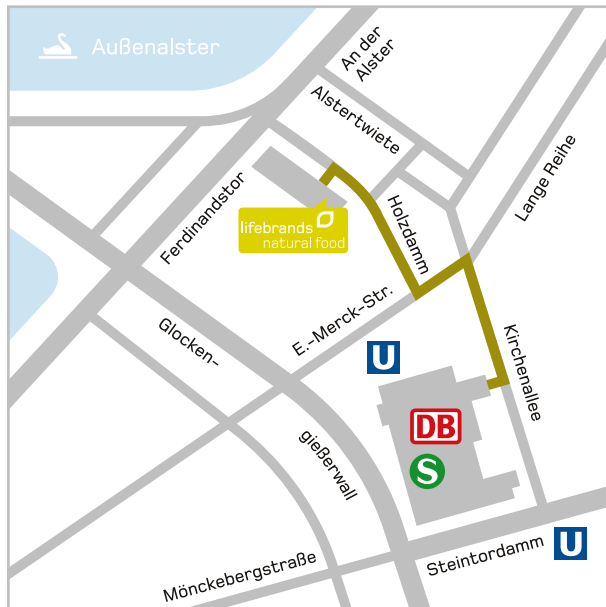 Außenalster
An der
Alster
Alstertwiete
Lange Reihe
Ferdinandstor
Holzdamm
lifebrands
natural food
E.-Merck-Str.
Glocken-
gießerwall
Kirchenallee
U
DB
S
U
Steintordamm
Mönckebergstraße